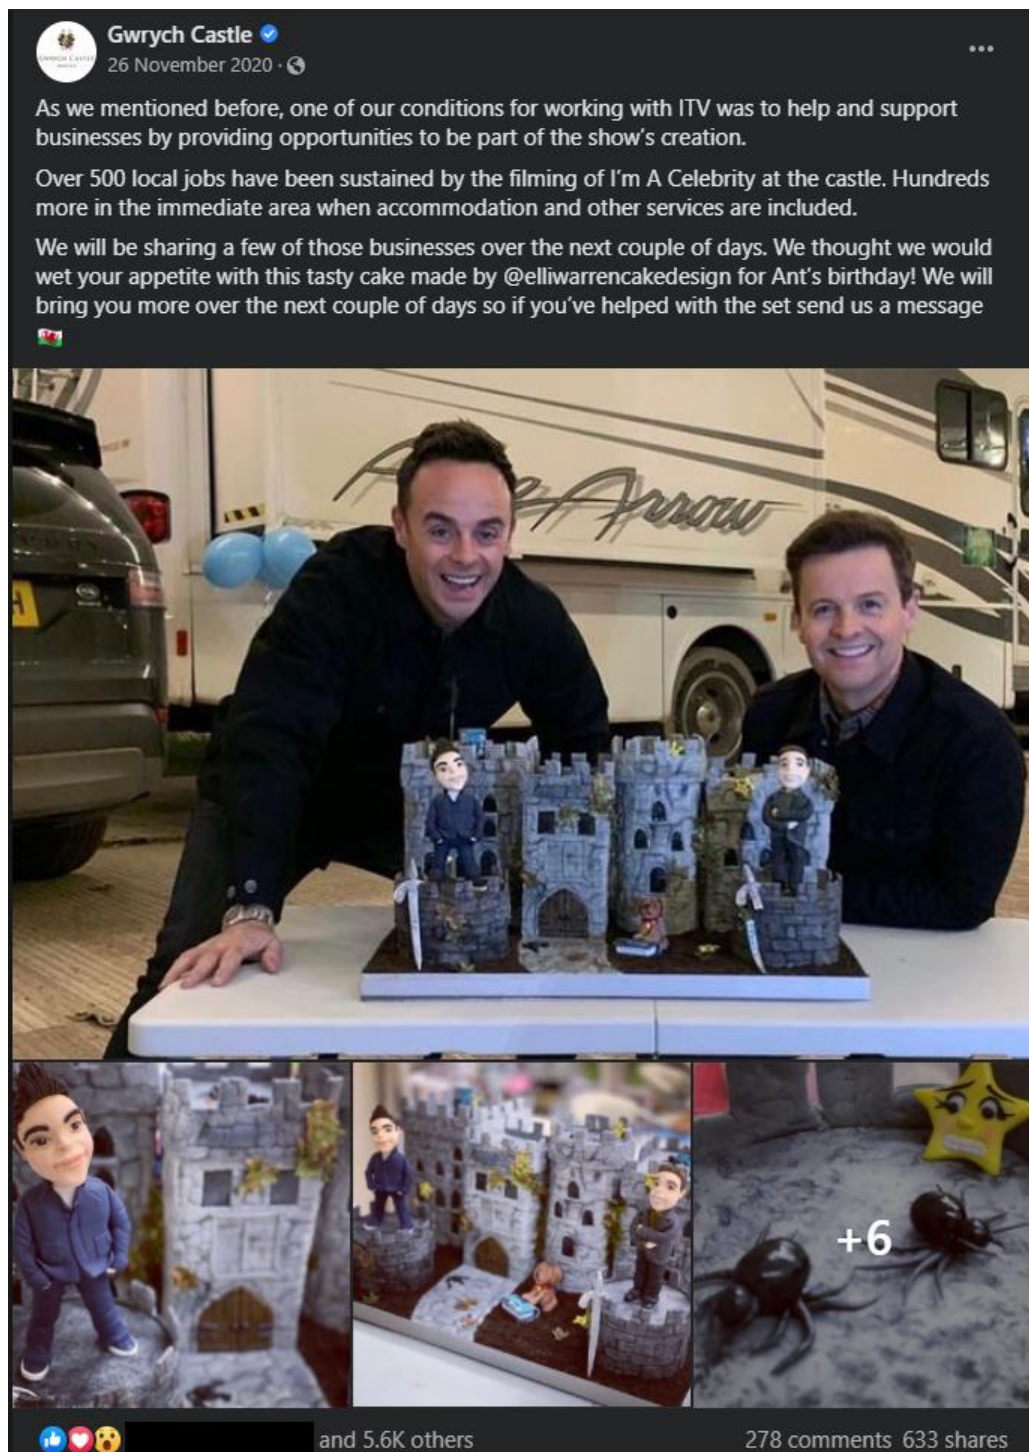 Gwrych Castle
26 November 2020 ·
As we mentioned before, one of our conditions for working with ITV was to help and support
businesses by providing opportunities to be part of the show's creation.
Over 500 local jobs have been sustained by the filming of I'm A Celebrity at the castle. Hundreds
more in the immediate area when accommodation and other services are included.
We will be sharing a few of those businesses over the next couple of days. We thought we would
wet your appetite with this tasty cake made by @elliwarrencakedesign for Ant's birthday! We will
bring you more over the next couple of days so if you've helped with the set send us a message
Arrow
+6
and 5.6K others
278 comments 633 shares